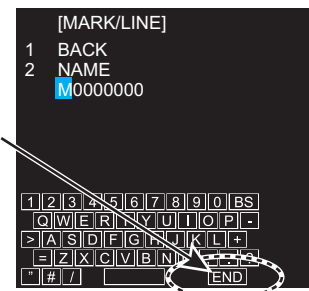 [MARK/LINE]
1 BACK
2 NAME
M0000000
1 2 3 4 5 6 7 8 9 0 BS
Q W E R T Y U I O P -
> A S D F G H J K L +
= Z X C V B N . ?
" # / END